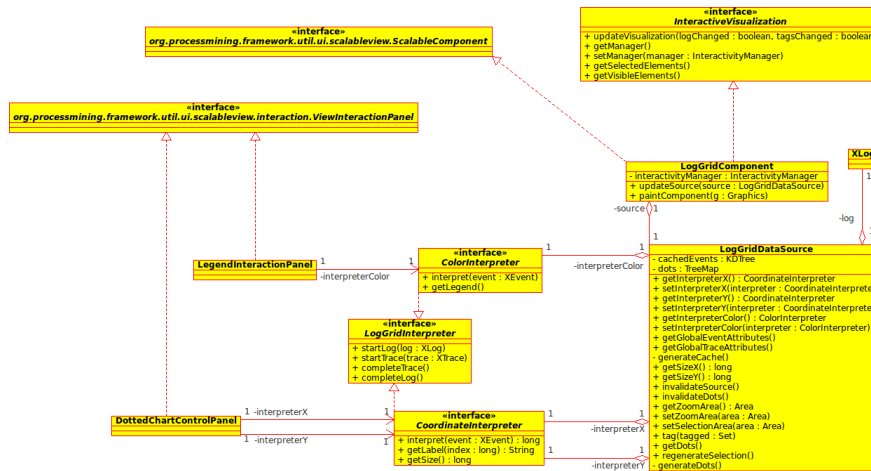 «interface»
InteractiveVisualization
+ updateVisualization(logChanged : boolean, tagsChanged : boolean
+ getManager()
+ setManager(manager : InteractivityManager)
+ getSelectedElements()
+ getVisibleElements()
«interface»
org.processmining.framework.util.ui.scalableview.ScalableComponent
«interface»
org.processmining.framework.util.ui.scalableview.interaction.ViewInteractionPanel
LogGridComponent
- interactivityManager : InteractivityManager
+ updateSource(source : LogGridDataSource)
+ paintComponent(g : Graphics)
XLog
1
-source
1
-log
1
1
LegendInteractionPanel
1
1
-interpreterColor
«interface»
ColorInterpreter
+ interpret(event : XEvent)
+ getLegend()
1
1
-interpreterColor
LogGridDataSource
- cachedEvents : KDTree
- dots : TreeMap
+ getInterpreterX() : CoordinateInterpreter
+ setInterpreterX(interpreter : CoordinateInterprete
+ getInterpreterY() : CoordinateInterpreter
+ setInterpreterY(interpreter : CoordinateInterprete
+ getInterpreterColor() : ColorInterpreter
+ setInterpreterColor(interpreter : ColorInterpreter)
+ getGlobalEventAttributes()
+ getGlobalTraceAttributes()
- generateCache()
+ getSizeX() : long
+ getSizeY() : long
+ invalidateSource()
+ invalidateDots()
+ getZoomArea() : Area
+ setZoomArea(area : Area)
+ setSelectionArea(area : Area)
+ tag(tagged : Set)
+ getDots()
+ regenerateSelection()
- generateDots()
«interface»
LogGridInterpreter
+ startLog(log : XLog)
+ startTrace(trace : XTrace)
+ completeTrace()
+ completeLog()
DottedChartControlPanel
1
-interpreterX
1
1
-interpreterY
1
«interface»
CoordinateInterpreter
+ interpret(event : XEvent) : long
+ getLabel(index : long) : String
+ getSize() : long
1
1
-interpreterX
1
1
-interpreterY